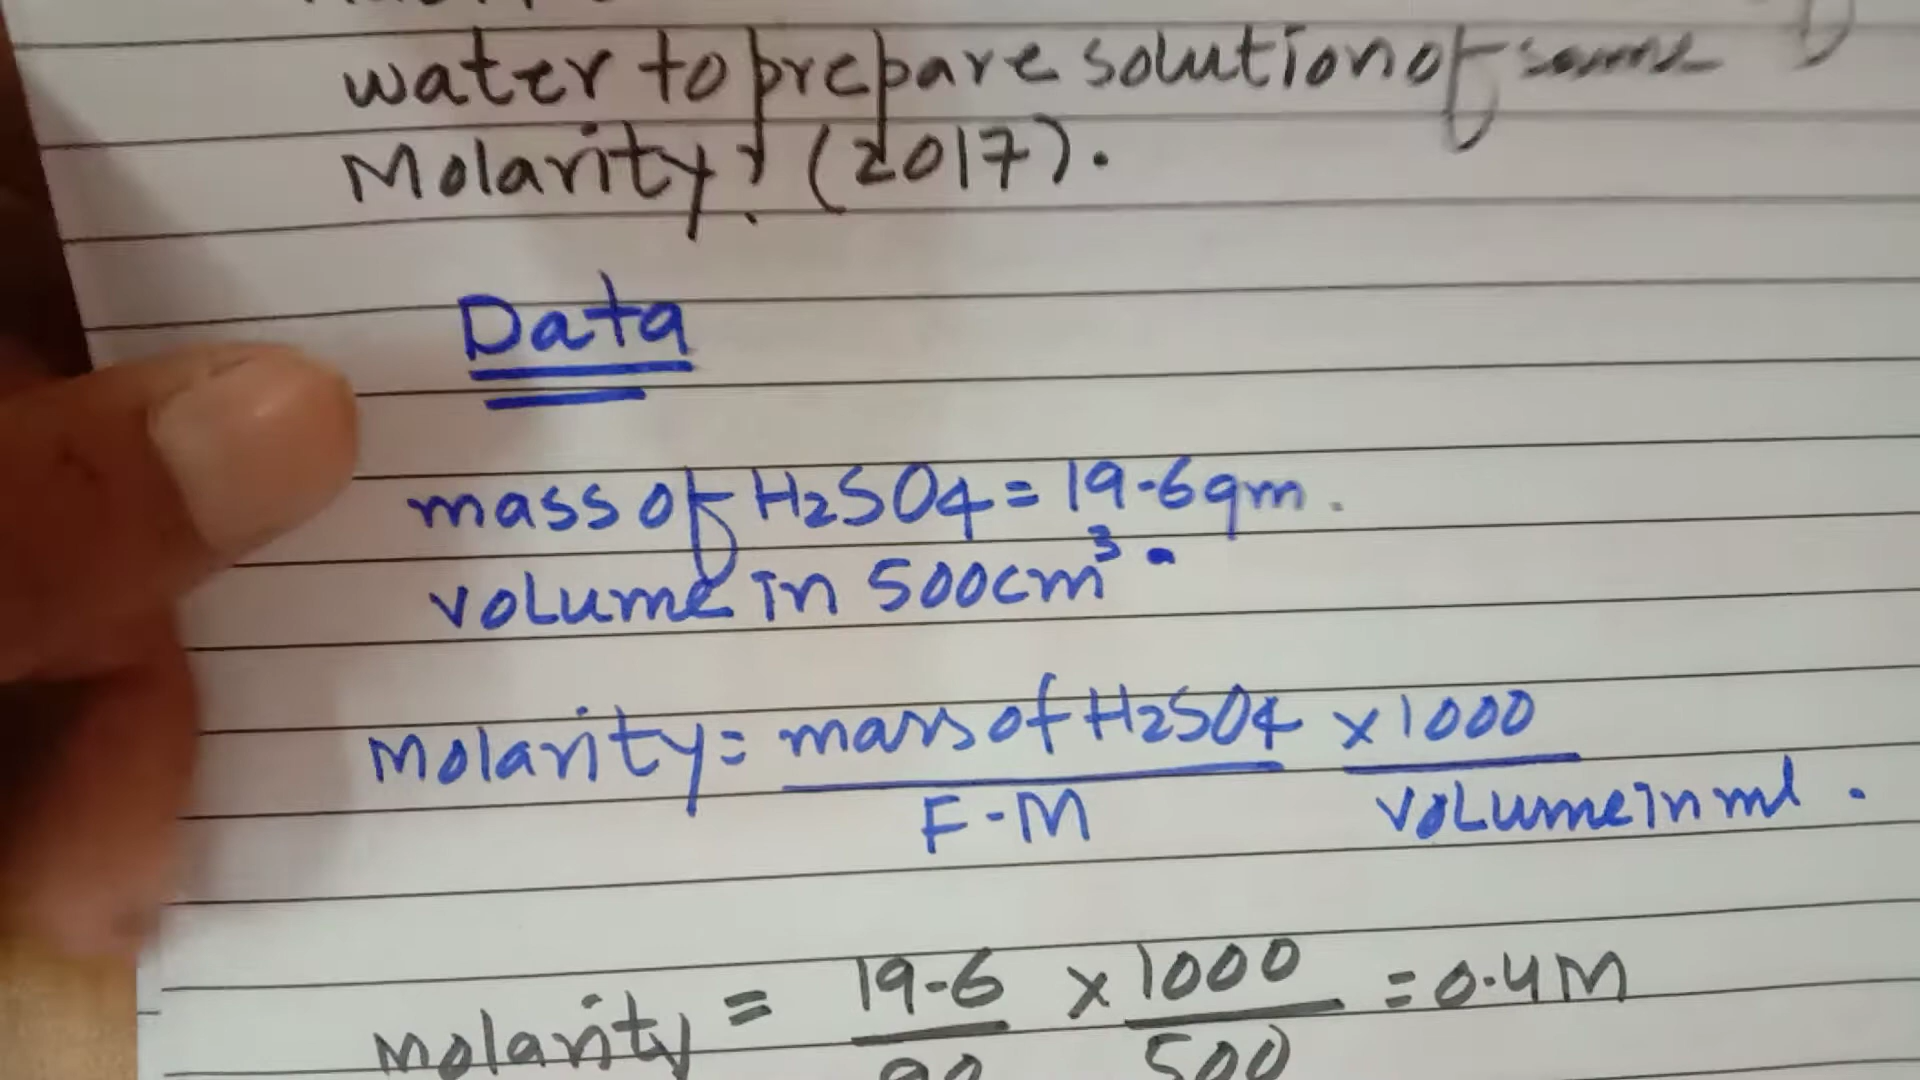 water to prepare solution of same
Molarity? (2017).
Data
mass of H2SO4 = 19.6gm.
volume in 500cm³.
Molarity = mass of H2SO4 x 1000
F-M volume in ml.
molarity = 19.6 x 1000 = 0.4M
500